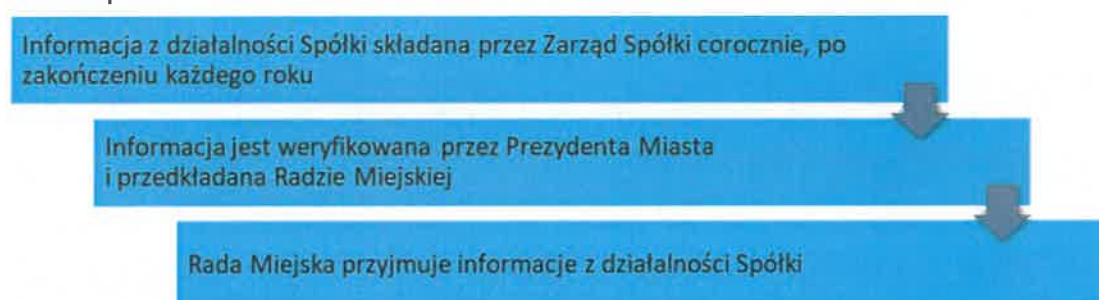 Informacja z działalności Spółki składana przez Zarząd Spółki corocznie, po
zakończeniu każdego roku
Informacja jest weryfikowana przez Prezydenta Miasta
i przedkładana Radzie Miejskiej
Rada Miejska przyjmuje informacje z działalności Spółki